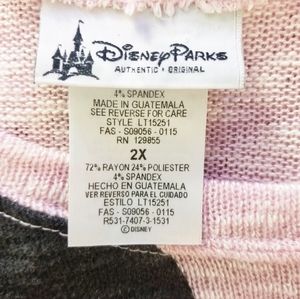 Disney Parks
AUTHENTIC • ORIGINAL
4% SPANDEX
MADE IN GUATEMALA
SEE REVERSE FOR CARE
STYLE LT15251
FAS - S09056 - 0115
RN 129855
2X
72% RAYON 24% POLIESTER
4% SPANDEX
HECHO EN GUATEMALA
VER REVERSO PARA EL CUIDADO
ESTILO LT15251
FAS - S09056 - 0115
R531-7407-3-1531
©DISNEY